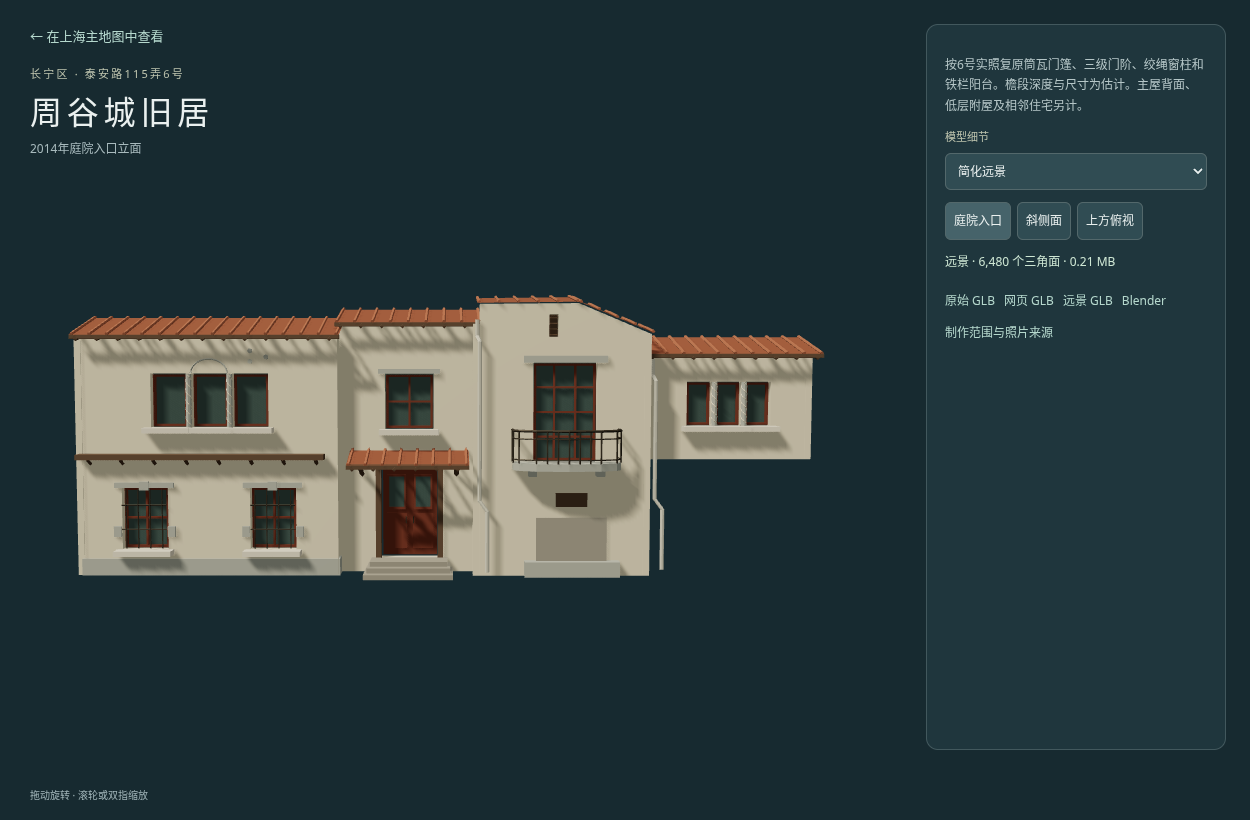 ← 在上海主地图中查看
长宁区 · 泰安路115弄6号
周谷城旧居
2014年庭院入口立面
按6号实照复原筒瓦门篷、三级门阶、绞绳窗柱和
铁栏阳台。檐段深度与尺寸为估计。主屋背面、
低层附屋及相邻住宅另计。
模型细节
简化远景
庭院入口 斜侧面 上方俯视
远景 · 6,480 个三角面 · 0.21 MB
原始 GLB 网页 GLB 远景 GLB Blender
制作范围与照片来源
拖动旋转 · 滚轮或双指缩放